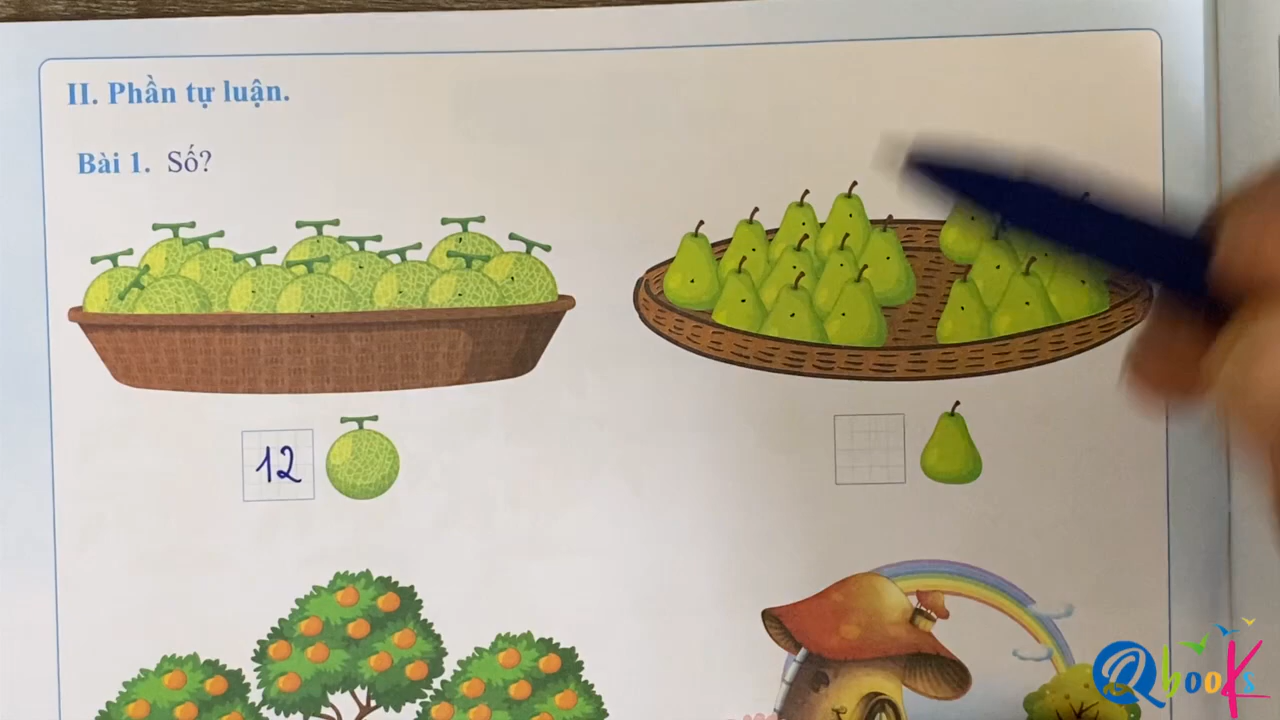 II. Phần tự luận.
Bài 1. Số?
12
Qbooks